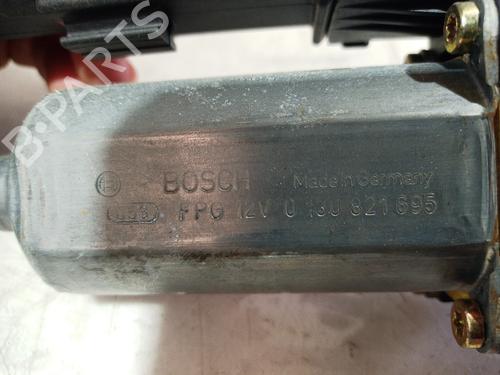 B-PARTS
BOSCH Made in Germany
FPG 12V 0 130 821 695